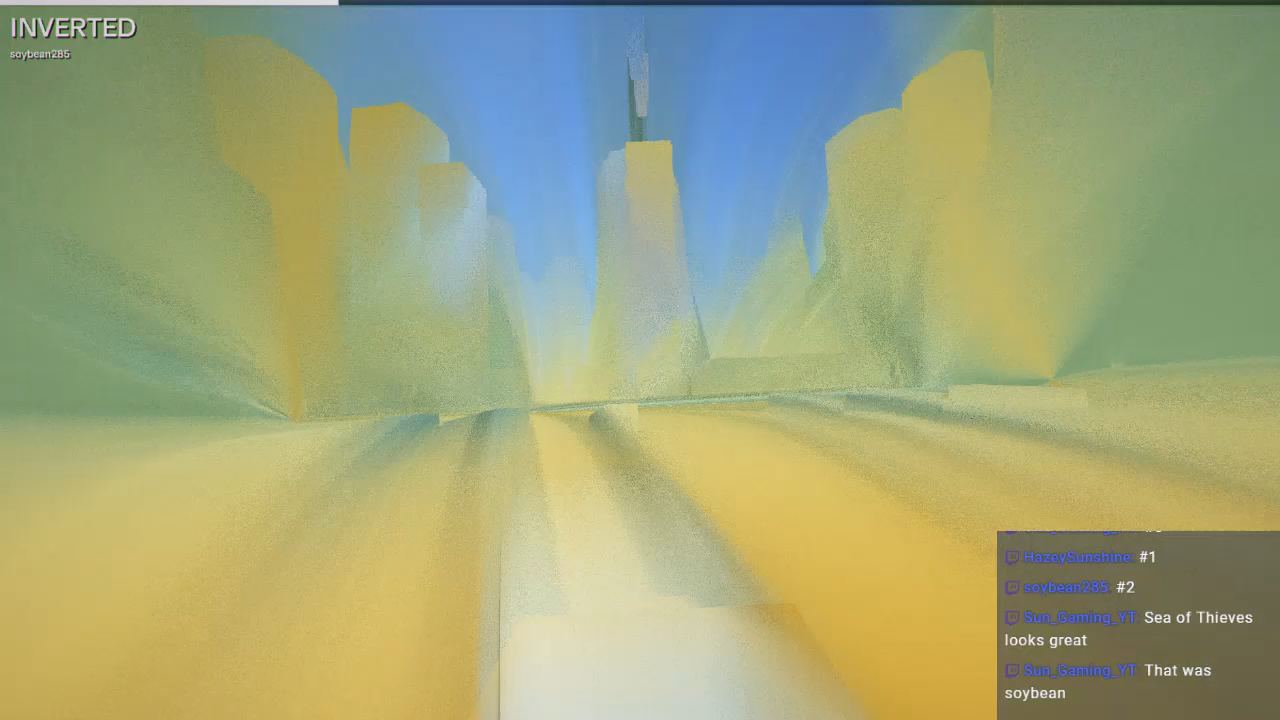 INVERTED
soybean285
HazeySunshine: #1
soybean285: #2
Sun_Gaming_YT: Sea of Thieves
looks great
Sun_Gaming_YT: That was
soybean